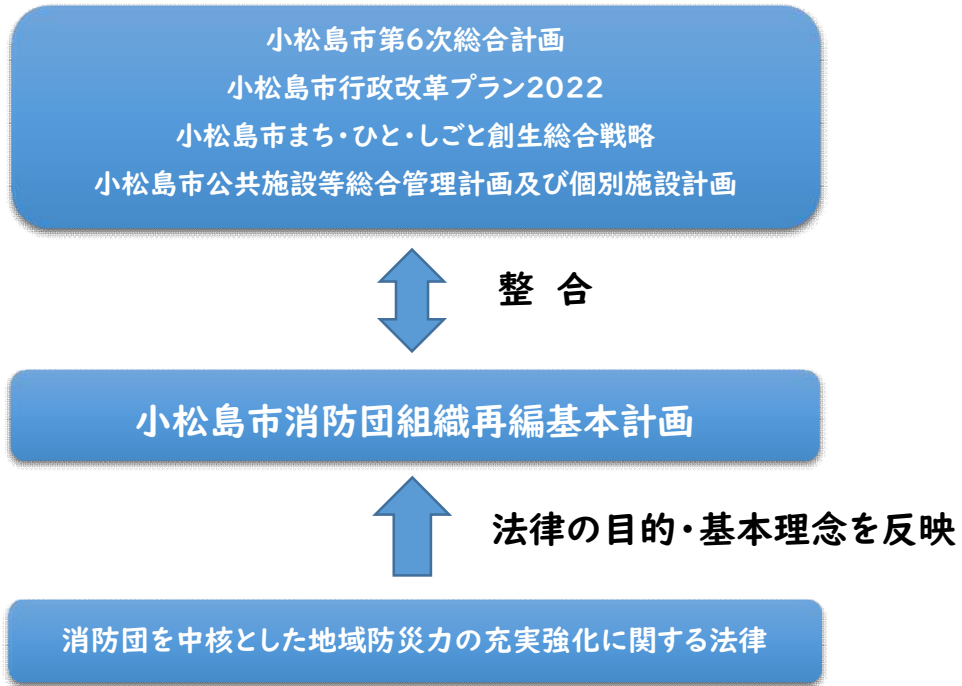 小松島市第6次総合計画
小松島市行政改革プラン2022
小松島市まち・ひと・しごと創生総合戦略
小松島市公共施設等総合管理計画及び個別施設計画
整 合
小松島市消防団組織再編基本計画
法律の目的・基本理念を反映
消防団を中核とした地域防災力の充実強化に関する法律